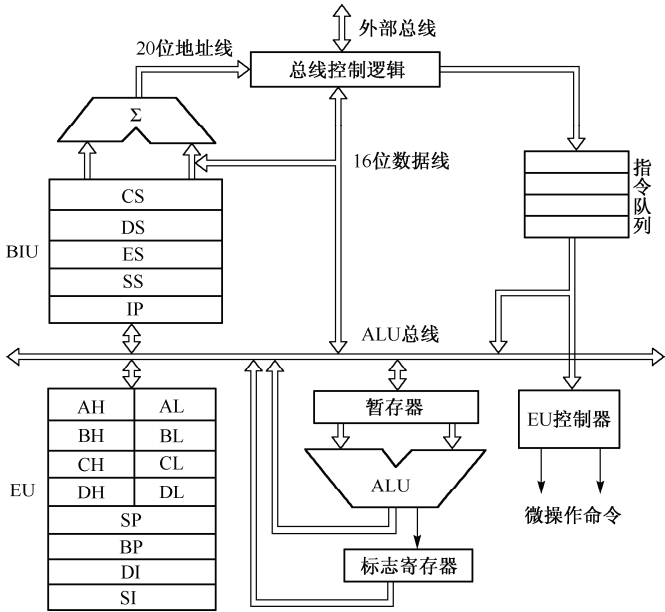 外部总线
20位地址线
总线控制逻辑
Σ
16位数据线
指令队列
CS
DS
BIU
ES
SS
IP
ALU总线
AH AL
暂存器
EU控制器
BH BL
CH CL
EU
DH DL
ALU
微操作命令
SP
BP
标志寄存器
DI
SI